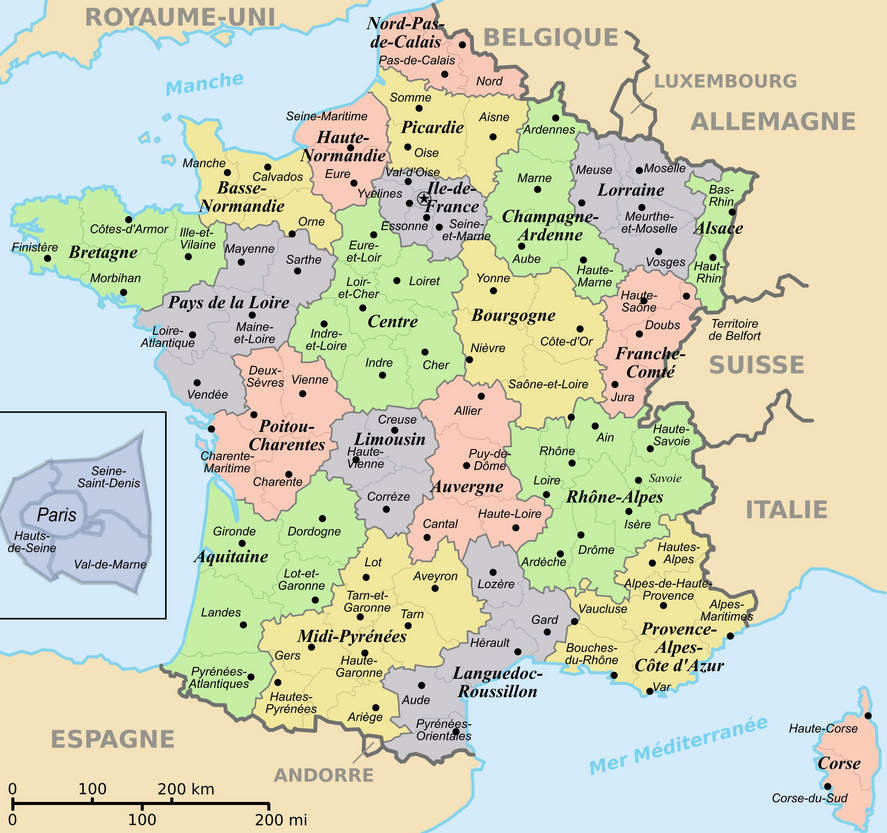 ROYAUME-UNI
Nord-Pas-
de-Calais
BELGIQUE
Pas-de-Calais
Nord
Manche
LUXEMBOURG
ALLEMAGNE
Somme
Aisne
Picardie
Oise
Seine-Maritime
Haute-
Normandie
Eure
Ardennes
Val-d'Oise
Yvelines
Ile-de-
France
Essonne
Seine-
et-Marne
Marne
Champagne-
Ardenne
Aube
Haute-
Marne
Meuse
Moselle
Lorraine
Meurthe-
et-Moselle
Vosges
Bas-
Rhin
Alsace
Haut-
Rhin
Manche
Calvados
Basse-
Normandie
Orne
Côtes-d'Armor
Finistère
Bretagne
Ille-et-
Vilaine
Morbihan
Mayenne
Sarthe
Pays de la Loire
Loire-
Atlantique
Maine-
et-Loire
Vendée
Eure-
et-Loir
Loir-
et-Cher
Loiret
Centre
Indre-
et-Loire
Indre
Cher
Yonne
Bourgogne
Côte-d'Or
Nièvre
Saône-et-Loire
Haute-
Saône
Doubs
Territoire
de Belfort
Franche-
Comté
Jura
SUISSE
Deux-
Sèvres
Vienne
Poitou-
Charentes
Charente-
Maritime
Charente
Creuse
Limousin
Haute-
Vienne
Corrèze
Allier
Puy-de-
Dôme
Auvergne
Cantal
Haute-Loire
Ain
Haute-
Savoie
Rhône
Loire
Savoie
Rhône-Alpes
Isère
Ardèche
Drôme
ITALIE
Seine-
Saint-Denis
Paris
Hauts-
de-Seine
Val-de-Marne
Gironde
Dordogne
Aquitaine
Lot-et-
Garonne
Landes
Pyrénées-
Atlantiques
Lot
Aveyron
Tarn-et-
Garonne
Tarn
Midi-Pyrénées
Gers
Haute-
Garonne
Hautes-
Pyrénées
Ariège
Lozère
Gard
Hérault
Languedoc-
Roussillon
Aude
Pyrénées-
Orientales
Hautes-
Alpes
Alpes-de-Haute-
Provence
Alpes-
Maritimes
Vaucluse
Provence-
Alpes-
Côte d'Azur
Bouches-
du-Rhône
Var
ESPAGNE
ANDORRE
Mer Méditerranée
Haute-Corse
Corse
Corse-du-Sud
0 100 200 km
0 100 200 mi